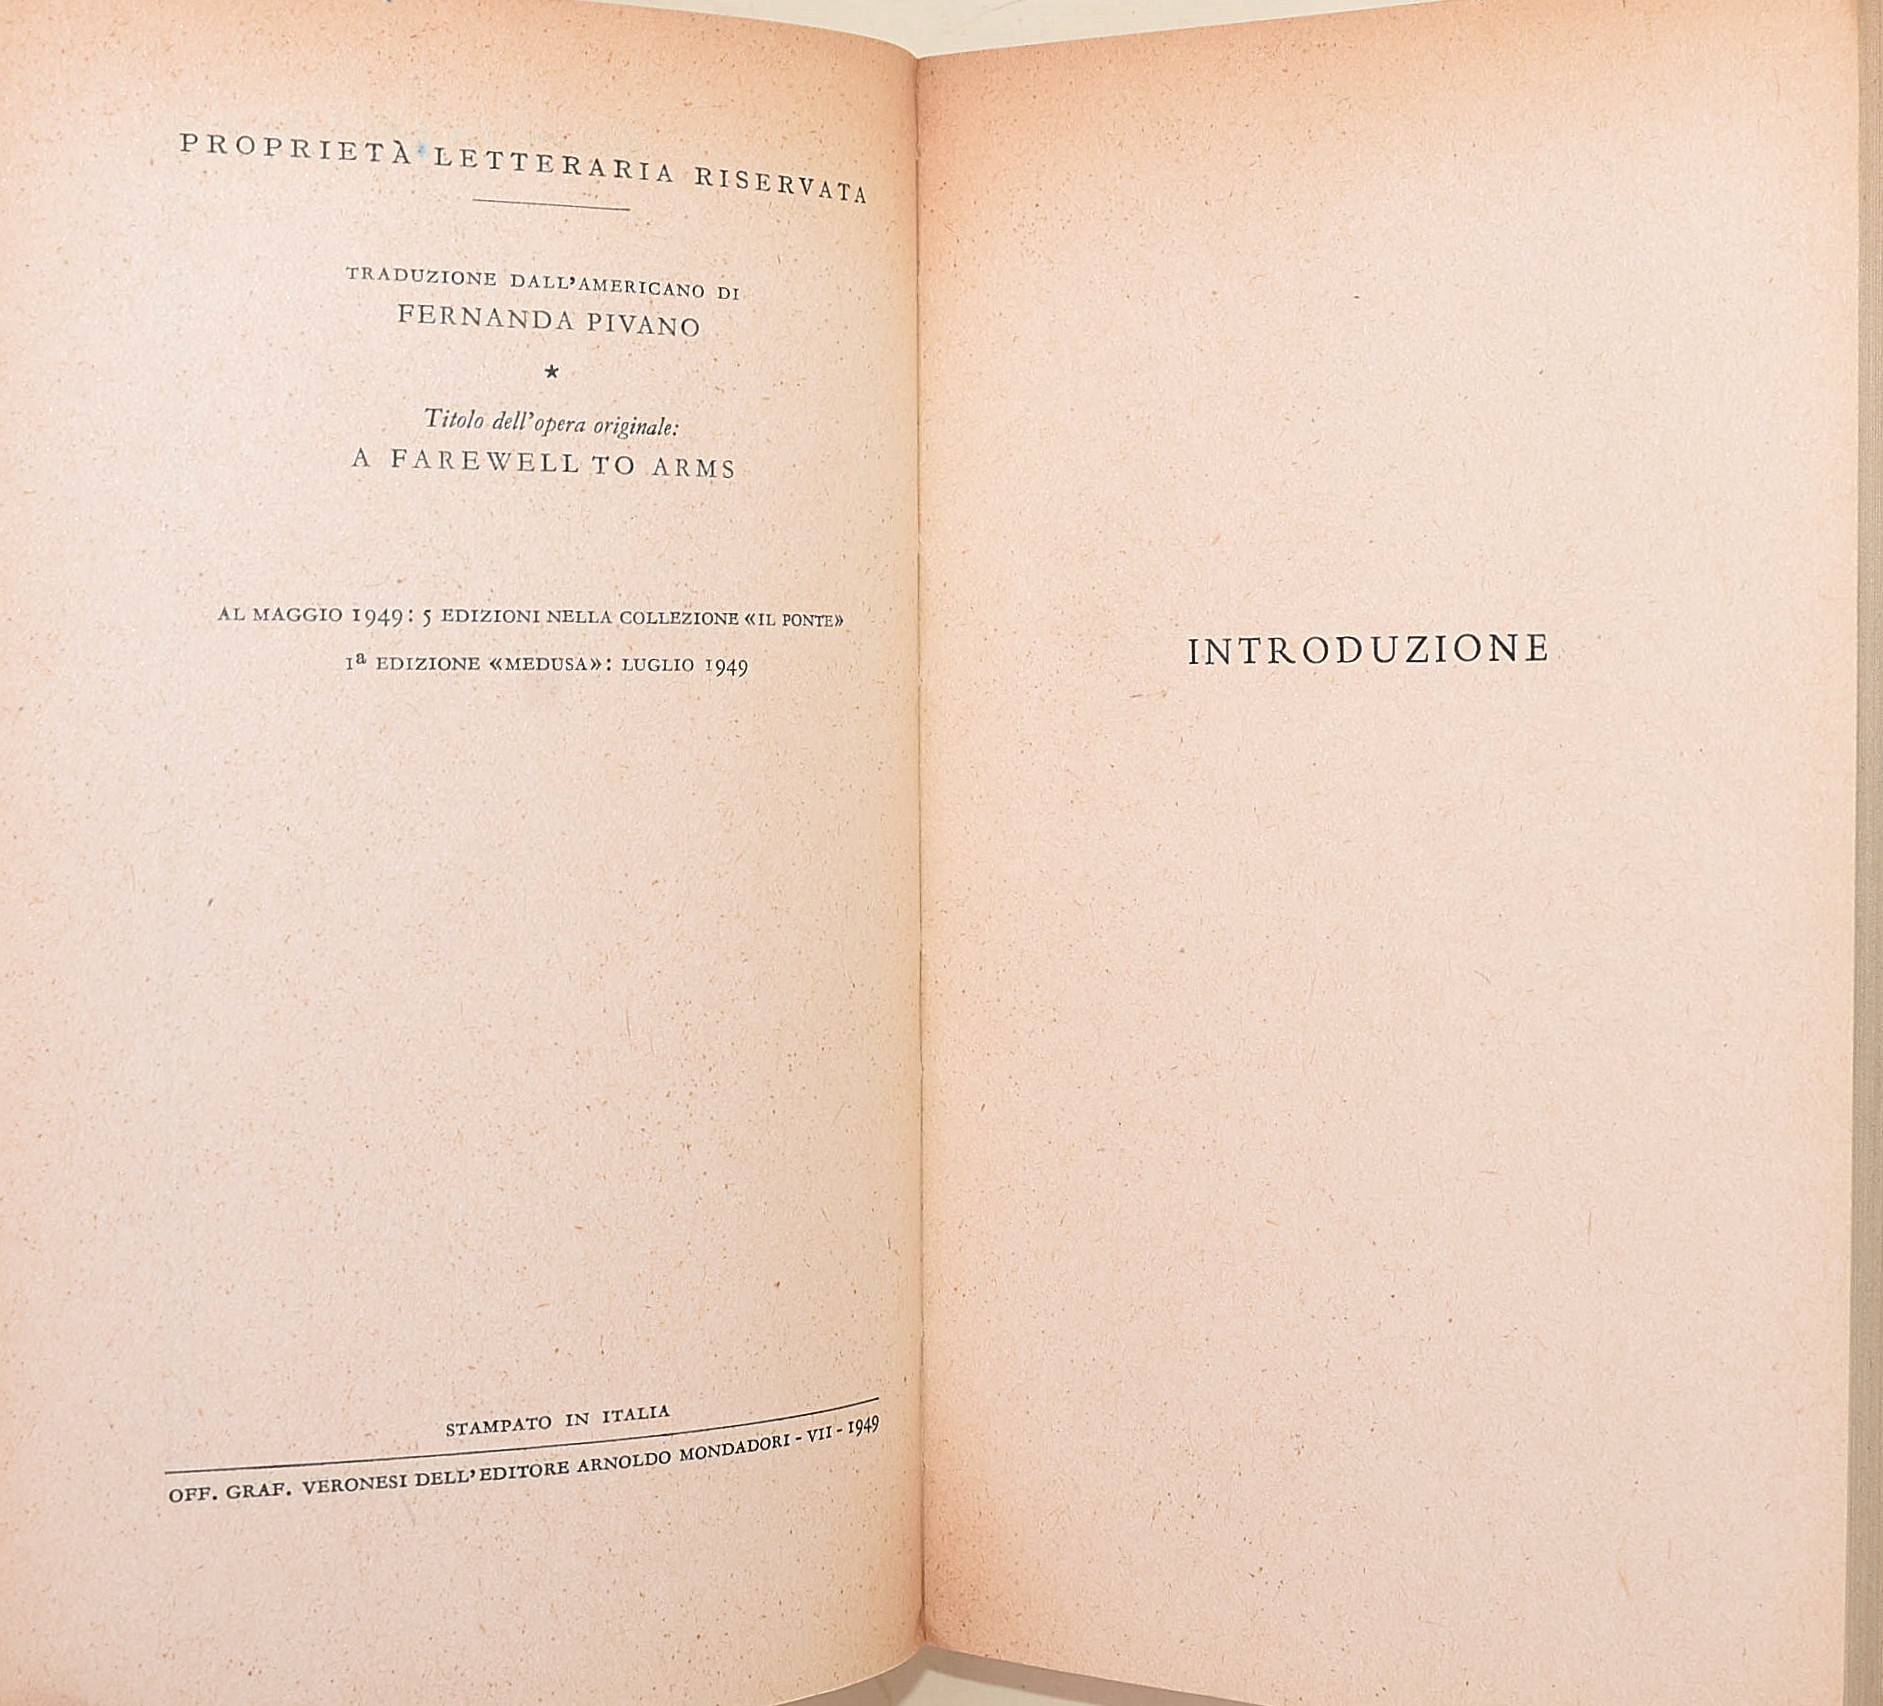 PROPRIETÀ LETTERARIA RISERVATA
TRADUZIONE DALL'AMERICANO DI
FERNANDA PIVANO
★
Titolo dell'opera originale:
A FAREWELL TO ARMS
AL MAGGIO 1949: 5 EDIZIONI NELLA COLLEZIONE «IL PONTE»
1ª EDIZIONE «MEDUSA»: LUGLIO 1949
STAMPATO IN ITALIA
OFF. GRAF. VERONESI DELL'EDITORE ARNOLDO MONDADORI - VII - 1949
INTRODUZIONE